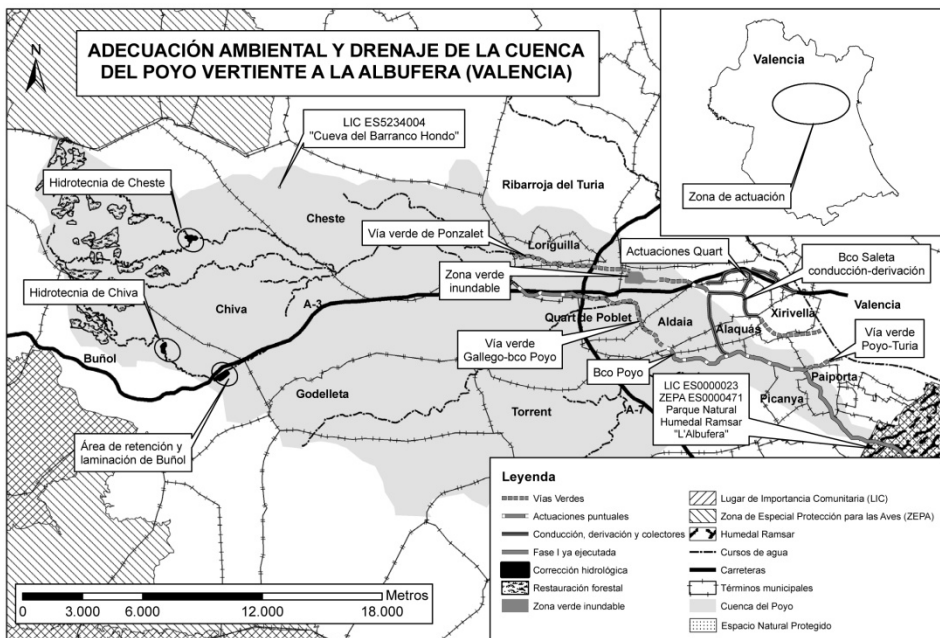 ADECUACIÓN AMBIENTAL Y DRENAJE DE LA CUENCA
DEL POYO VERTIENTE A LA ALBUFERA (VALENCIA)
N
Valencia
Zona de actuación
LIC ES5234004
"Cueva del Barranco Hondo"
Hidrotecnia de Cheste
Ribarroja del Turia
Cheste
Vía verde de Ponzalet
Loriguilla
Actuaciones Quart
Bco Saleta
conducción-derivación
Zona verde
inundable
Hidrotecnia de Chiva
Chiva
A-3
Valencia
Xirivella
Quart de Poblet
Aldaia
Alaquás
Vía verde
Gallego-bco Poyo
Vía verde
Poyo-Turia
Buñol
Bco Poyo
Paiporta
Godelleta
Picanya
LIC ES0000023
ZEPA ES0000471
Parque Natural
Humedal Ramsar
"L'Albufera"
Torrent
A-7
Área de retención y
laminación de Buñol
Leyenda
Vías Verdes
Actuaciones puntuales
Conducción, derivación y colectores
Fase I ya ejecutada
Corrección hidrológica
Restauración forestal
Zona verde inundable
Lugar de Importancia Comunitaria (LIC)
Zona de Especial Protección para las Aves (ZEPA)
Humedal Ramsar
Cursos de agua
Carreteras
Términos municipales
Cuenca del Poyo
Espacio Natural Protegido
Metros
0 3.000 6.000 12.000 18.000